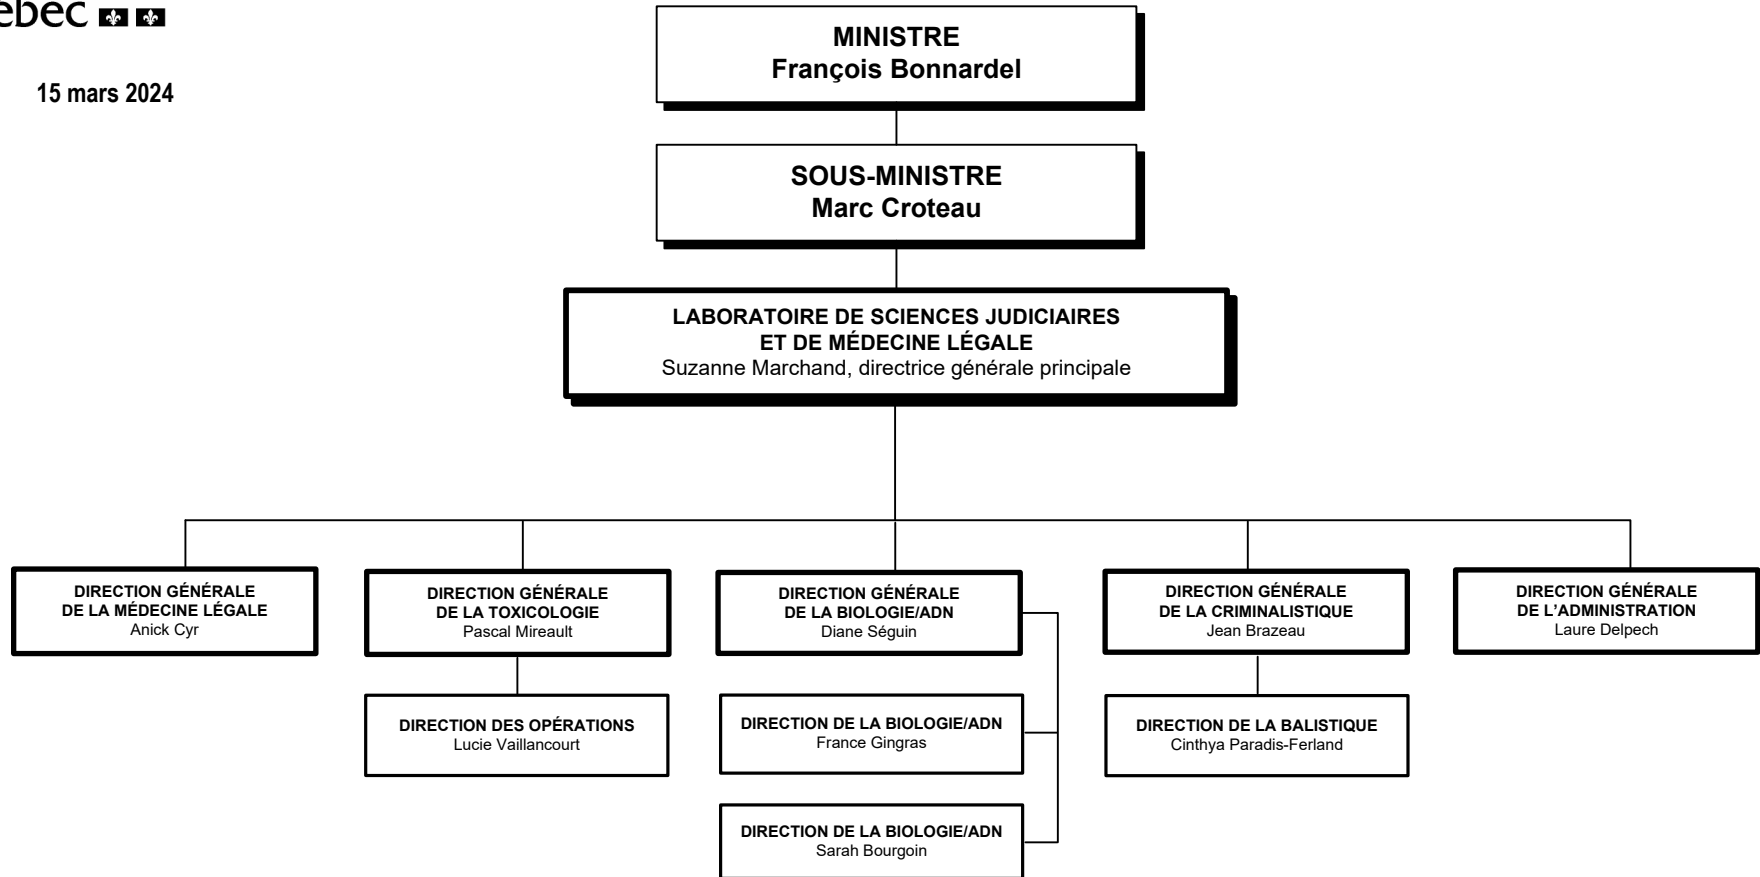 15 mars 2024
MINISTRE
François Bonnardel
SOUS-MINISTRE
Marc Croteau
LABORATOIRE DE SCIENCES JUDICIAIRES
ET DE MÉDECINE LÉGALE
Suzanne Marchand, directrice générale principale
DIRECTION GÉNÉRALE
DE LA MÉDECINE LÉGALE
Anick Cyr
DIRECTION GÉNÉRALE
DE LA TOXICOLOGIE
Pascal Mireault
DIRECTION GÉNÉRALE
DE LA BIOLOGIE/ADN
Diane Séguin
DIRECTION GÉNÉRALE
DE LA CRIMINALISTIQUE
Jean Brazeau
DIRECTION GÉNÉRALE
DE L’ADMINISTRATION
Laure Delpech
DIRECTION DES OPÉRATIONS
Lucie Vaillancourt
DIRECTION DE LA BIOLOGIE/ADN
France Gingras
DIRECTION DE LA BALISTIQUE
Cinthya Paradis-Ferland
DIRECTION DE LA BIOLOGIE/ADN
Sarah Bourgoin